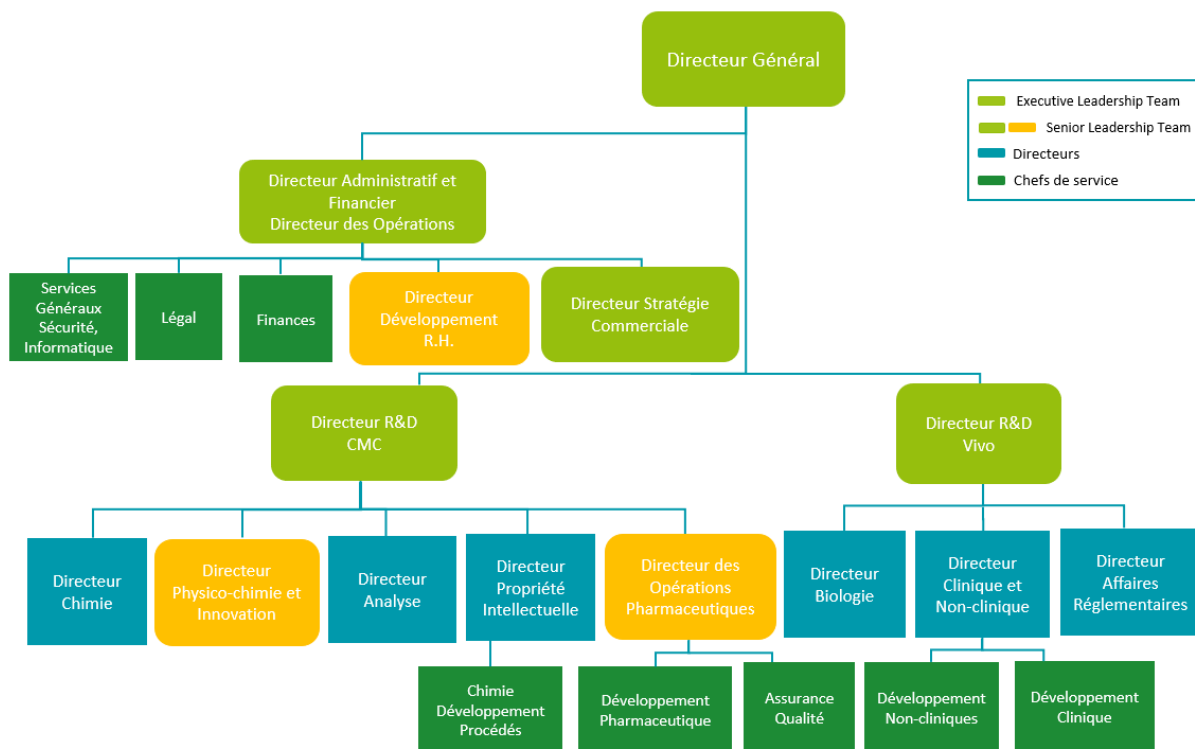 Directeur Général
Executive Leadership Team
Senior Leadership Team
Directeurs
Chefs de service
Directeur Administratif et
Financier
Directeur des Opérations
Services
Généraux
Sécurité,
Informatique
Légal
Finances
Directeur
Développement
R.H.
Directeur Stratégie
Commerciale
Directeur R&D
CMC
Directeur R&D
Vivo
Directeur
Chimie
Directeur
Physico-chimie et
Innovation
Directeur
Analyse
Directeur
Propriété
Intellectuelle
Directeur des
Opérations
Pharmaceutiques
Directeur
Biologie
Directeur
Clinique et
Non-clinique
Directeur
Affaires
Réglementaires
Chimie
Développement
Procédés
Développement
Pharmaceutique
Assurance
Qualité
Développement
Non-cliniques
Développement
Clinique